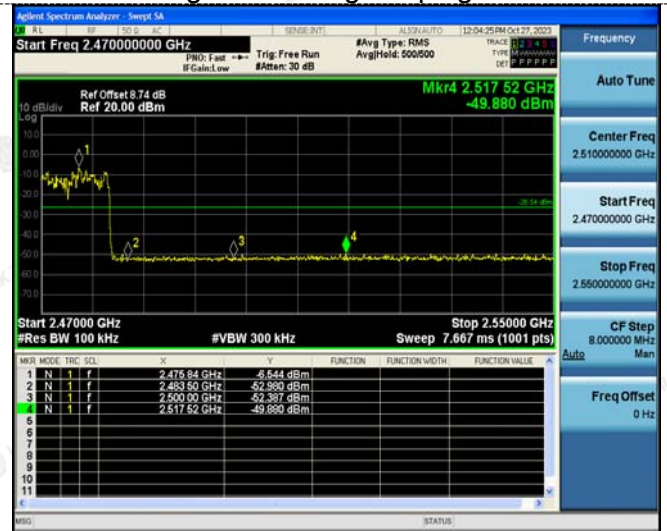 Agilent Spectrum Analyzer - Swept SA
RL RF 50 Ω AC SENSE:INT ALIGNAUTO 12:04:25 PM Oct 27, 2023
Start Freq 2.470000000 GHz
PNO: Fast
IFGain:Low
Trig: Free Run
#Atten: 30 dB
#Avg Type: RMS
Avg|Hold: 500/500
TRACE 1 2 3 4 5 6
TYPE
DET P P P P P P
Mkr4 2.517 52 GHz
-49.880 dBm
Ref Offset 8.74 dB
10 dB/div Ref 20.00 dBm
Log
10.0
0.00
-10.0
-20.0
-30.0
-40.0
-50.0
-60.0
-70.0
1
2
3
4
Start 2.47000 GHz Stop 2.55000 GHz
#Res BW 100 kHz #VBW 300 kHz Sweep 7.667 ms (1001 pts)
MKR MODE TRC SCL X Y FUNCTION FUNCTION WIDTH FUNCTION VALUE
1 N 1 f 2.475 84 GHz -6.544 dBm
2 N 1 f 2.483 50 GHz -52.980 dBm
3 N 1 f 2.500 00 GHz -52.387 dBm
4 N 1 f 2.517 52 GHz -49.880 dBm
5
6
7
8
9
10
11
MSG STATUS
Frequency
Auto Tune
Center Freq
2.510000000 GHz
Start Freq
2.470000000 GHz
Stop Freq
2.550000000 GHz
CF Step
8.000000 MHz
Auto Man
Freq Offset
0 Hz